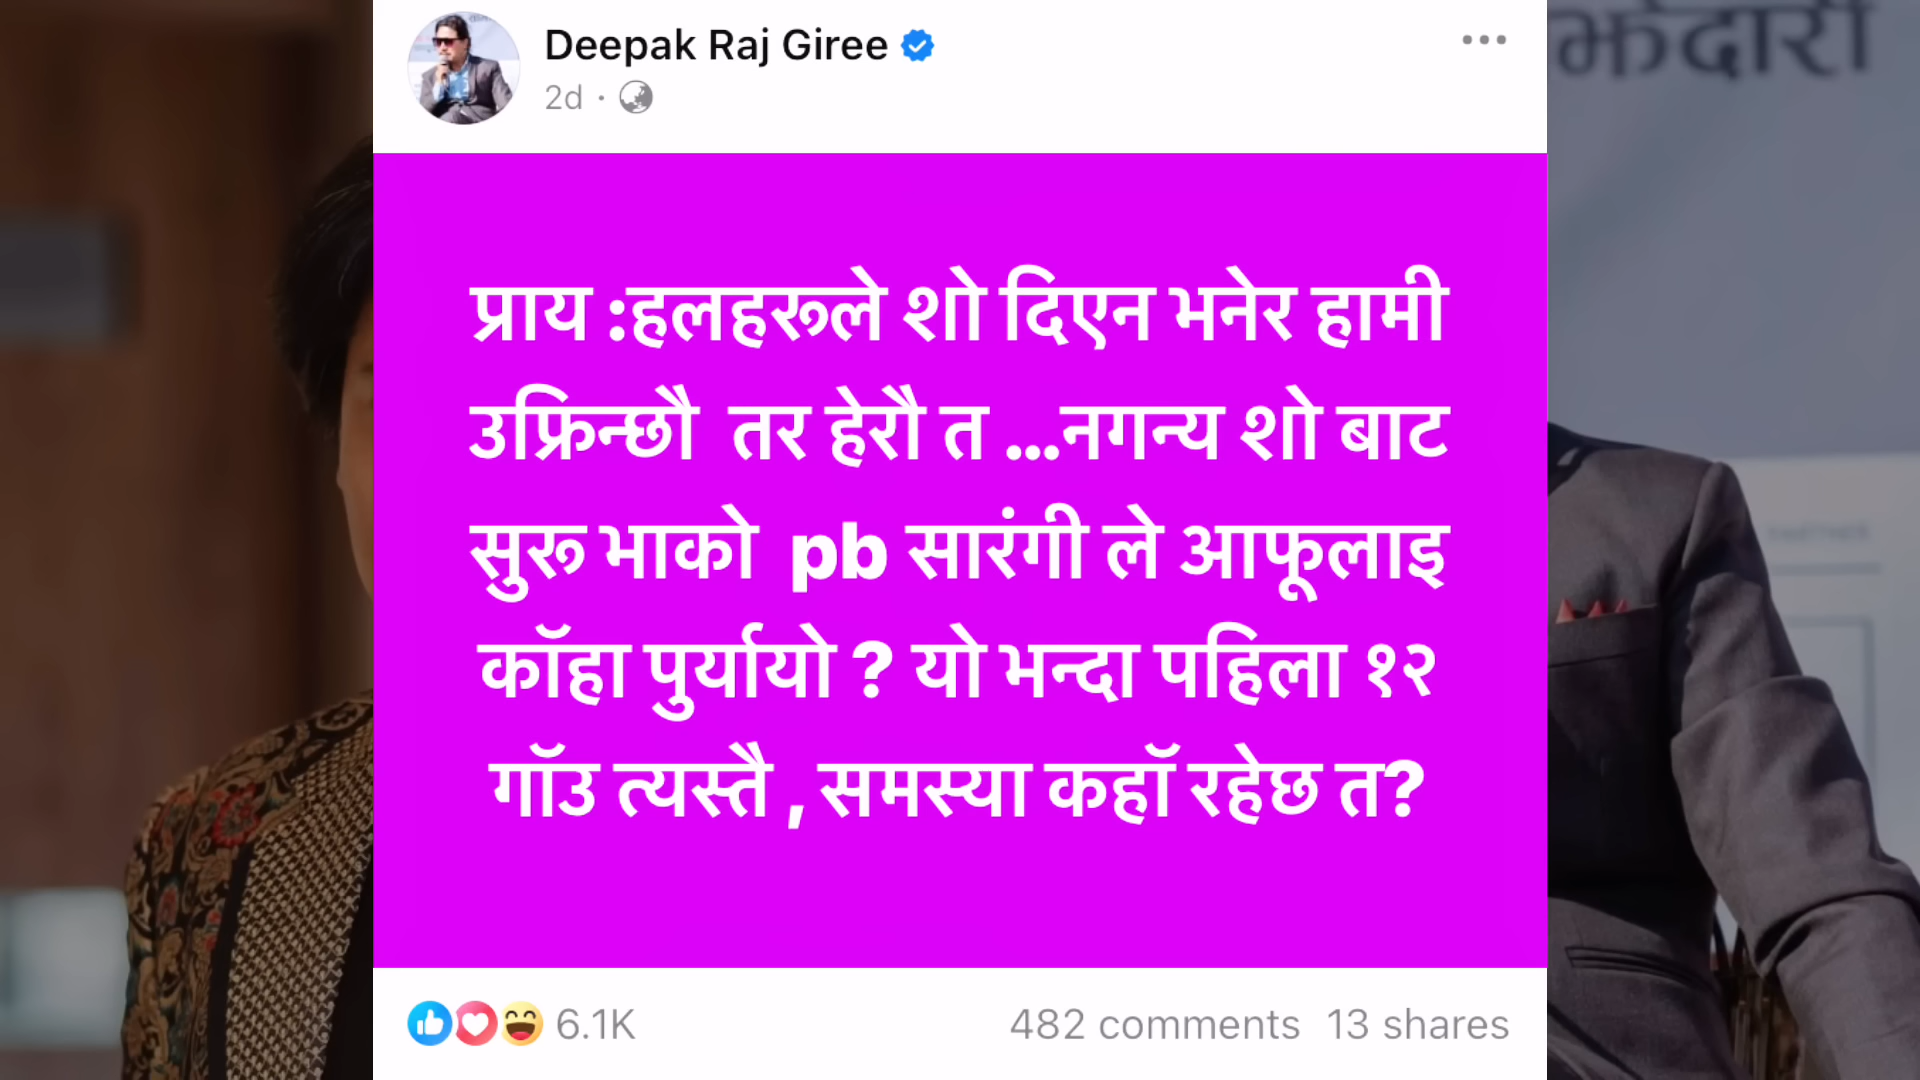 झदारी
Deepak Raj Giree
2d
प्राय :हलहरूले शो दिएन भनेर हामी
उफ्रिन्छौ तर हेरौ त ...नगन्य शो बाट
सुरू भाको pb सारंगी ले आफूलाइ
कॉहा पुर्यायो ? यो भन्दा पहिला १२
गॉउ त्यस्तै , समस्या कहॉ रहेछ त?
6.1K
482 comments 13 shares